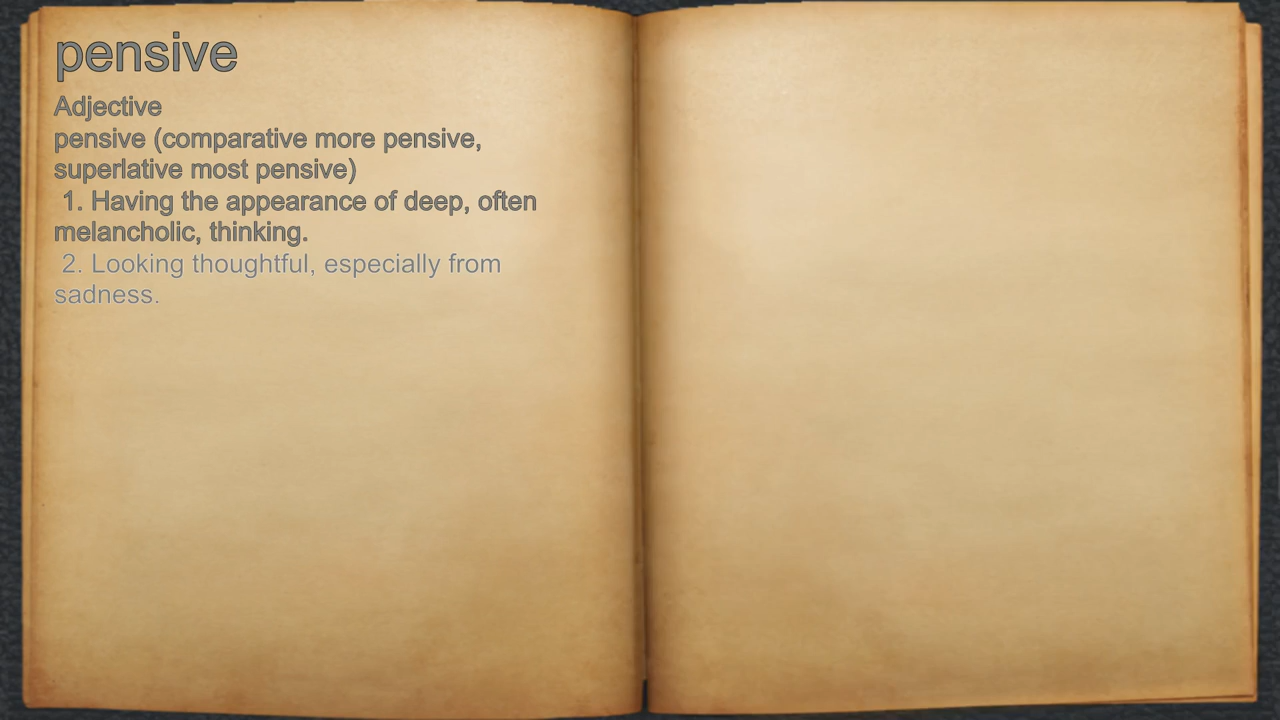 pensive
Adjective
pensive (comparative more pensive,
superlative most pensive)
1. Having the appearance of deep, often
melancholic, thinking.
2. Looking thoughtful, especially from
sadness.